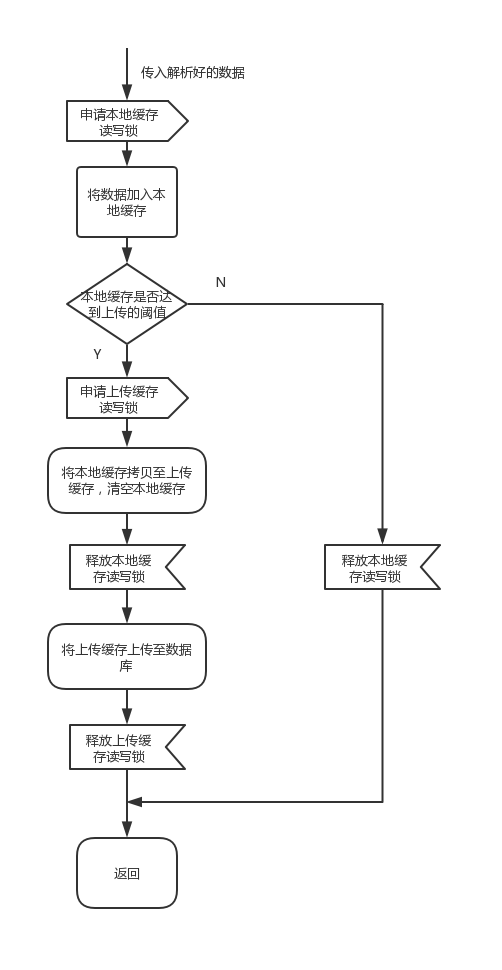 传入解析好的数据
申请本地缓存
读写锁
将数据加入本
地缓存
本地缓存是否达
到上传的阈值
N
Y
申请上传缓存
读写锁
将本地缓存拷贝至上传
缓存，清空本地缓存
释放本地缓
存读写锁
释放本地缓
存读写锁
将上传缓存上传至数据
库
释放上传缓
存读写锁
返回